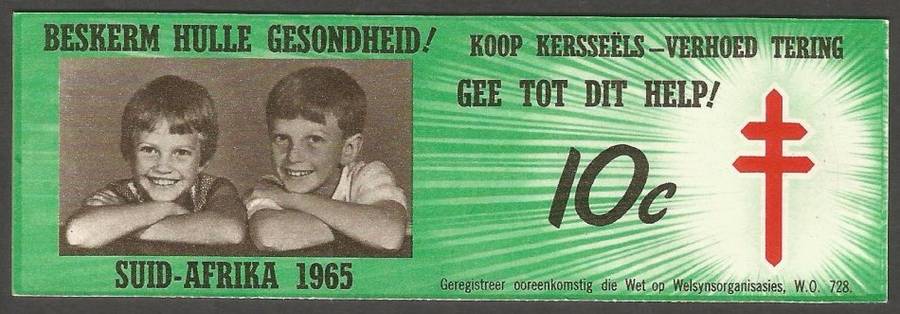 BESKERM HULLE GESONDHEID!
SUID-AFRIKA 1965
KOOP KERSSEËLS–VERHOED TERING
GEE TOT DIT HELP!
10c
Geregistreer ooreenkomstig die Wet op Welsynsorganisasies, W.O. 728.